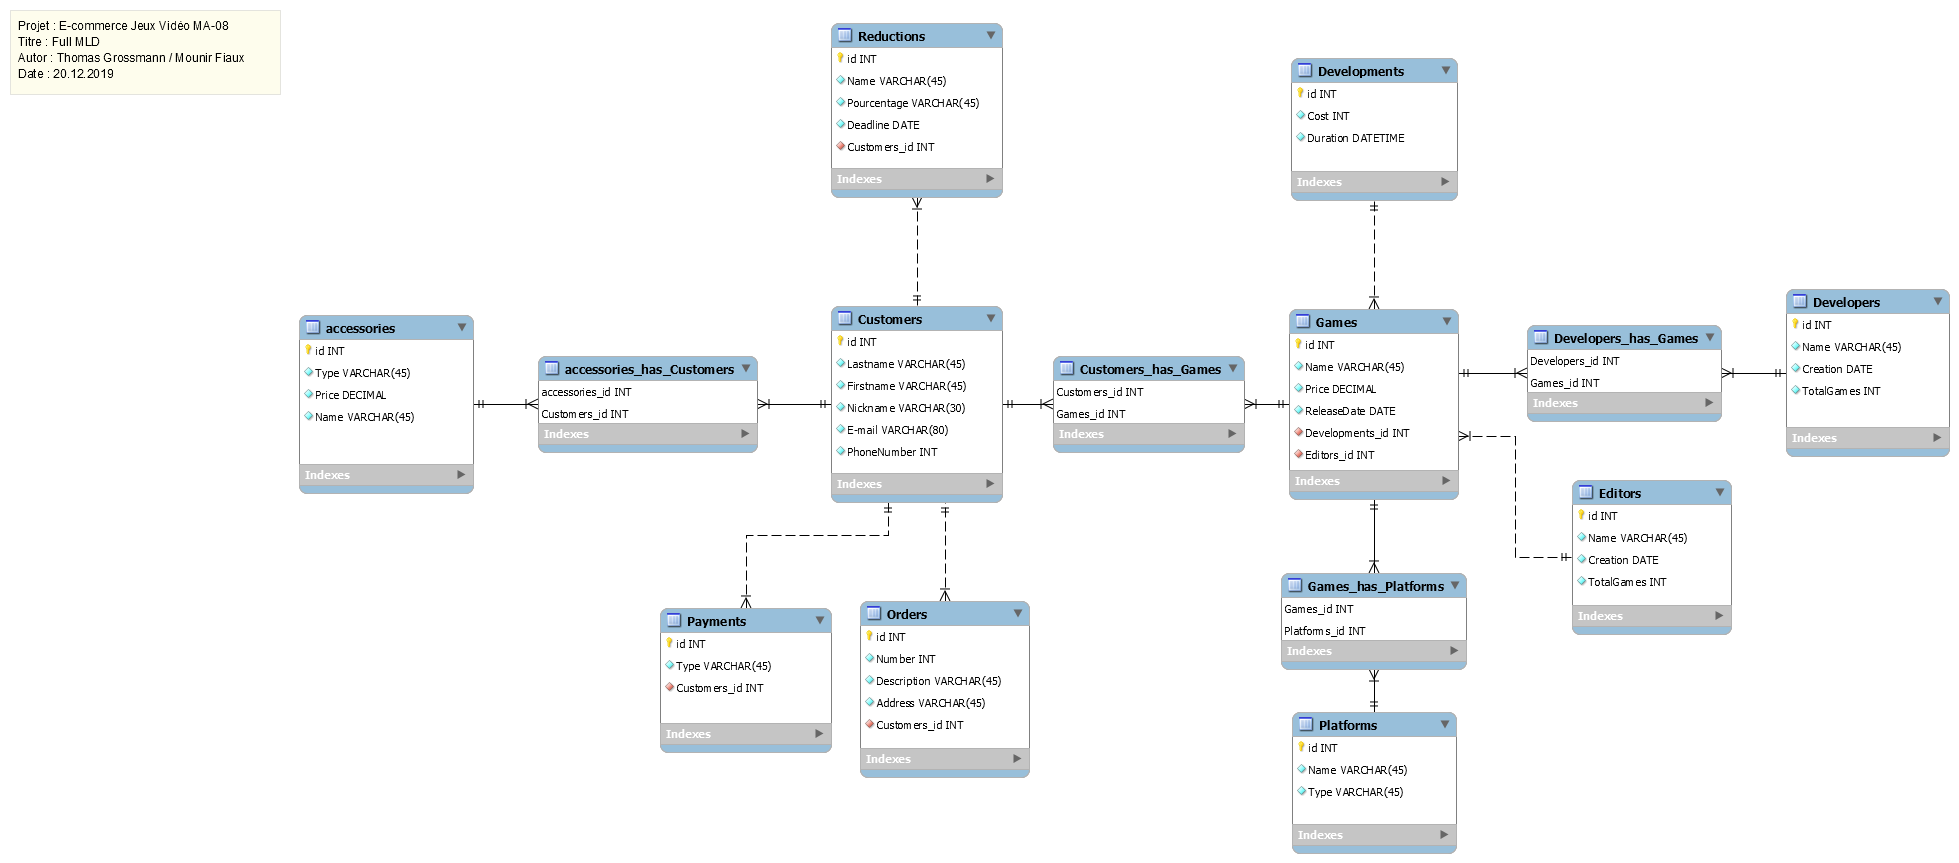 Projet : E-commerce Jeux Vidéo MA-08
Titre : Full MLD
Autor : Thomas Grossmann / Mounir Fiaux
Date : 20.12.2019
Reductions
id INT
Name VARCHAR(45)
Pourcentage VARCHAR(45)
Deadline DATE
Customers_id INT
Indexes
Developments
id INT
Cost INT
Duration DATETIME
Indexes
accessories
id INT
Type VARCHAR(45)
Price DECIMAL
Name VARCHAR(45)
Indexes
accessories_has_Customers
accessories_id INT
Customers_id INT
Indexes
Customers
id INT
Lastname VARCHAR(45)
Firstname VARCHAR(45)
Nickname VARCHAR(30)
E-mail VARCHAR(80)
PhoneNumber INT
Indexes
Customers_has_Games
Customers_id INT
Games_id INT
Indexes
Games
id INT
Name VARCHAR(45)
Price DECIMAL
ReleaseDate DATE
Developments_id INT
Editors_id INT
Indexes
Developers_has_Games
Developers_id INT
Games_id INT
Indexes
Developers
id INT
Name VARCHAR(45)
Creation DATE
TotalGames INT
Indexes
Editors
id INT
Name VARCHAR(45)
Creation DATE
TotalGames INT
Indexes
Payments
id INT
Type VARCHAR(45)
Customers_id INT
Indexes
Orders
id INT
Number INT
Description VARCHAR(45)
Address VARCHAR(45)
Customers_id INT
Indexes
Games_has_Platforms
Games_id INT
Platforms_id INT
Indexes
Platforms
id INT
Name VARCHAR(45)
Type VARCHAR(45)
Indexes